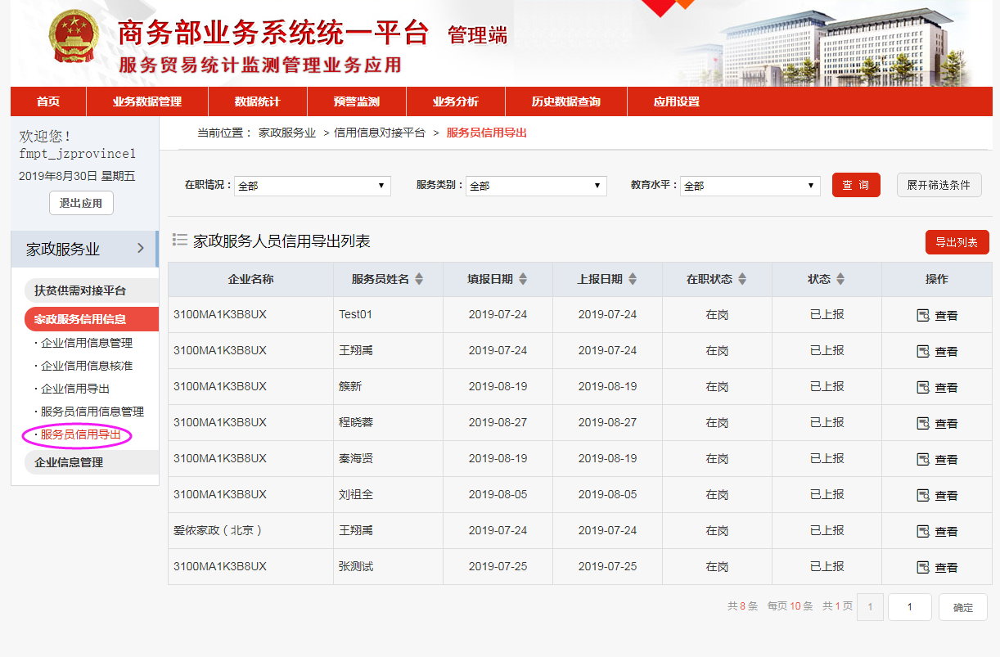 商务部业务系统统一平台 管理端
服务贸易统计监测管理业务应用
首页 业务数据管理 数据统计 预警监测 业务分析 历史数据查询 应用设置
欢迎您!
fmpt_jzprovince1
2019年8月30日 星期五
退出应用
家政服务业
扶贫供需对接平台
家政服务信用信息
· 企业信用信息管理
· 企业信用信息核准
· 企业信用导出
· 服务员信用信息管理
· 服务员信用导出
企业信息管理
当前位置： 家政服务业 > 信用信息对接平台 > 服务员信用导出
在职情况： 全部 服务类别： 全部 教育水平： 全部 查 询 展开筛选条件
家政服务人员信用导出列表 导出列表
企业名称 服务员姓名 填报日期 上报日期 在职状态 状态 操作
3100MA1K3B8UX Test01 2019-07-24 2019-07-24 在岗 已上报 查看
3100MA1K3B8UX 王翔禹 2019-07-24 2019-07-24 在岗 已上报 查看
3100MA1K3B8UX 簇新 2019-08-19 2019-08-19 在岗 已上报 查看
3100MA1K3B8UX 程晓蓉 2019-08-27 2019-08-27 在岗 已上报 查看
3100MA1K3B8UX 秦海贤 2019-08-19 2019-08-19 在岗 已上报 查看
3100MA1K3B8UX 刘祖全 2019-08-05 2019-08-05 在岗 已上报 查看
爱侬家政（北京） 王翔禹 2019-07-24 2019-07-24 在岗 已上报 查看
3100MA1K3B8UX 张测试 2019-07-25 2019-07-25 在岗 已上报 查看
共8条 每页10条 共1页 1 1 确定